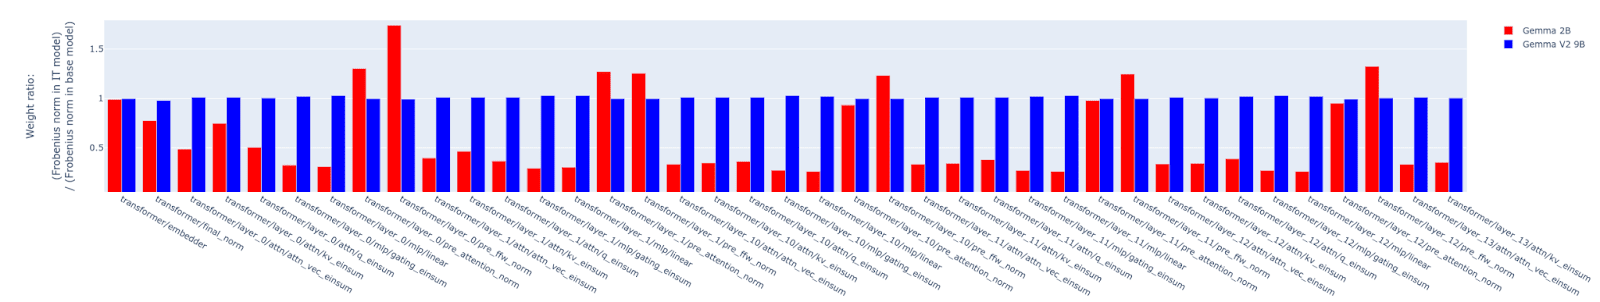 Weight ratio:
(Frobenius norm in IT model)
/ (Frobenius norm in base model)
1.5
1
0.5
Gemma 2B
Gemma V2 9B
transformer/embedder
transformer/final_norm
transformer/layer_0/attn/attn_vec_einsum
transformer/layer_0/attn/kv_einsum
transformer/layer_0/attn/q_einsum
transformer/layer_0/mlp/gating_einsum
transformer/layer_0/mlp/linear
transformer/layer_0/pre_attention_norm
transformer/layer_0/pre_ffw_norm
transformer/layer_1/attn/attn_vec_einsum
transformer/layer_1/attn/kv_einsum
transformer/layer_1/attn/q_einsum
transformer/layer_1/mlp/gating_einsum
transformer/layer_1/mlp/linear
transformer/layer_1/pre_attention_norm
transformer/layer_1/pre_ffw_norm
transformer/layer_10/attn/attn_vec_einsum
transformer/layer_10/attn/kv_einsum
transformer/layer_10/attn/q_einsum
transformer/layer_10/mlp/gating_einsum
transformer/layer_10/mlp/linear
transformer/layer_10/pre_attention_norm
transformer/layer_10/pre_ffw_norm
transformer/layer_11/attn/attn_vec_einsum
transformer/layer_11/attn/kv_einsum
transformer/layer_11/attn/q_einsum
transformer/layer_11/mlp/gating_einsum
transformer/layer_11/mlp/linear
transformer/layer_11/pre_attention_norm
transformer/layer_11/pre_ffw_norm
transformer/layer_12/attn/attn_vec_einsum
transformer/layer_12/attn/kv_einsum
transformer/layer_12/attn/q_einsum
transformer/layer_12/mlp/gating_einsum
transformer/layer_12/mlp/linear
transformer/layer_12/pre_attention_norm
transformer/layer_12/pre_ffw_norm
transformer/layer_13/attn/attn_vec_einsum
transformer/layer_13/attn/kv_einsum